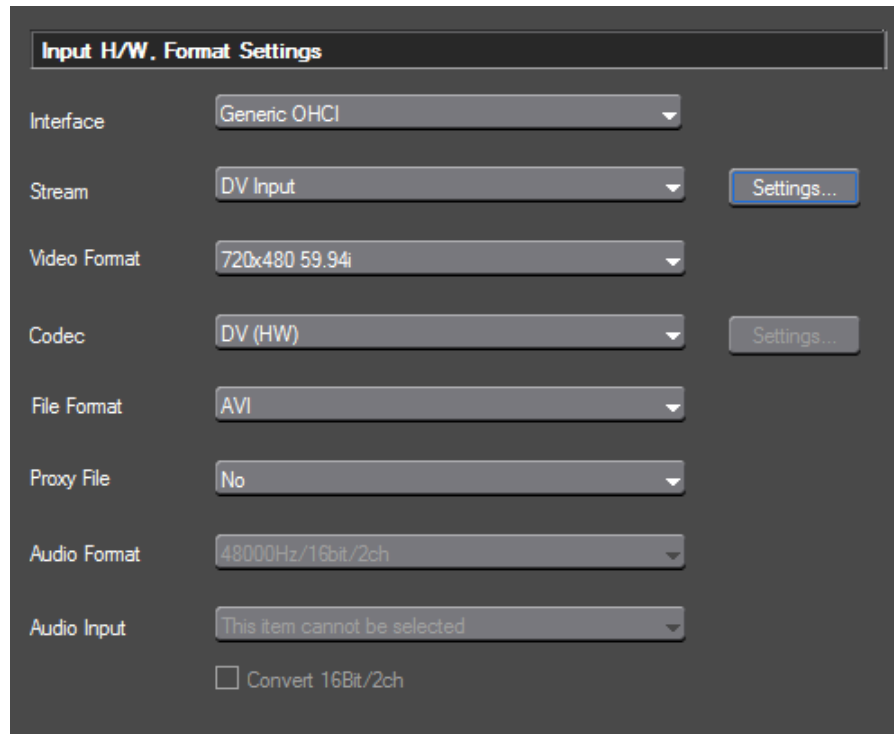 Input H/W, Format Settings
Interface Generic OHCI
Stream DV Input Settings...
Video Format 720x480 59.94i
Codec DV (HW) Settings...
File Format AVI
Proxy File No
Audio Format 48000Hz/16bit/2ch
Audio Input This item cannot be selected
Convert 16Bit/2ch